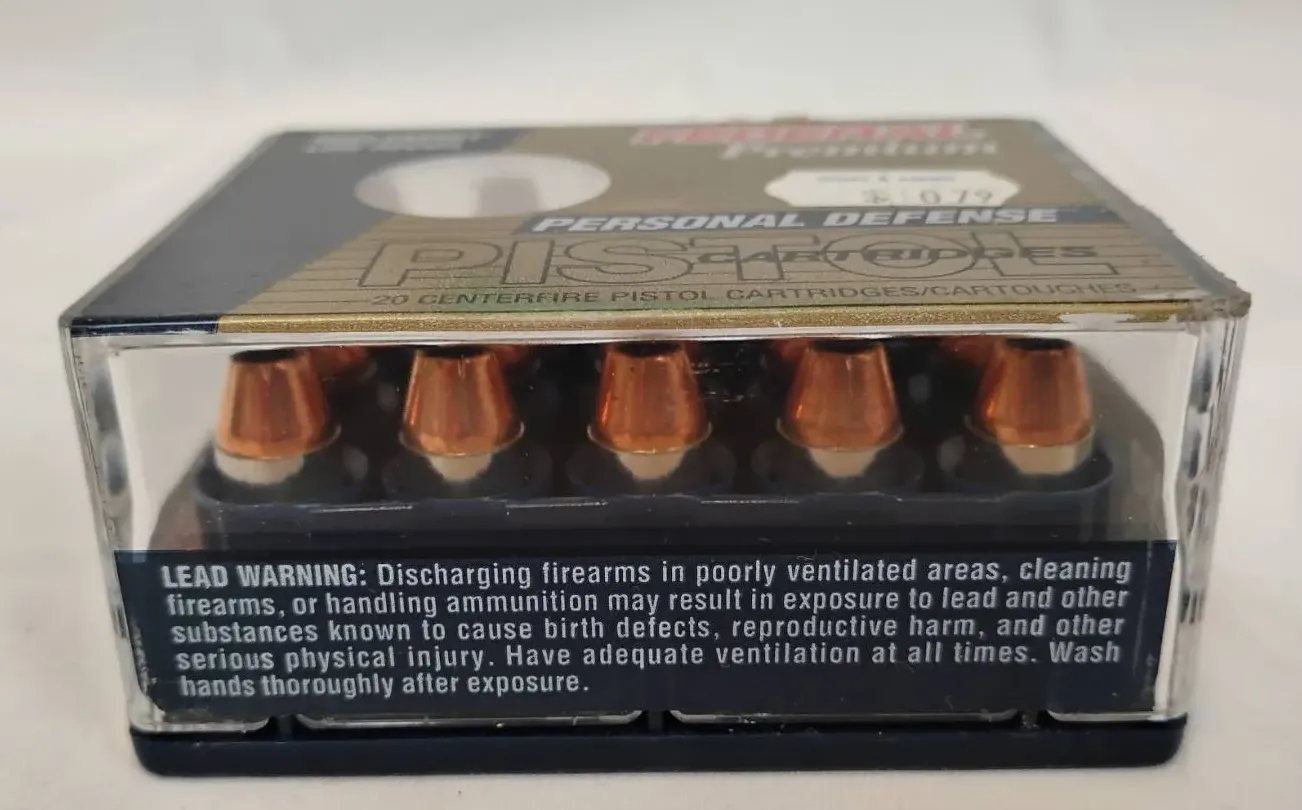 FEDERAL
Premium
PERSONAL DEFENSE
PISTOL
CARTRIDGES
20 CENTERFIRE PISTOL CARTRIDGES/CARTOUCHES
LEAD WARNING: Discharging firearms in poorly ventilated areas, cleaning
firearms, or handling ammunition may result in exposure to lead and other
substances known to cause birth defects, reproductive harm, and other
serious physical injury. Have adequate ventilation at all times. Wash
hands thoroughly after exposure.